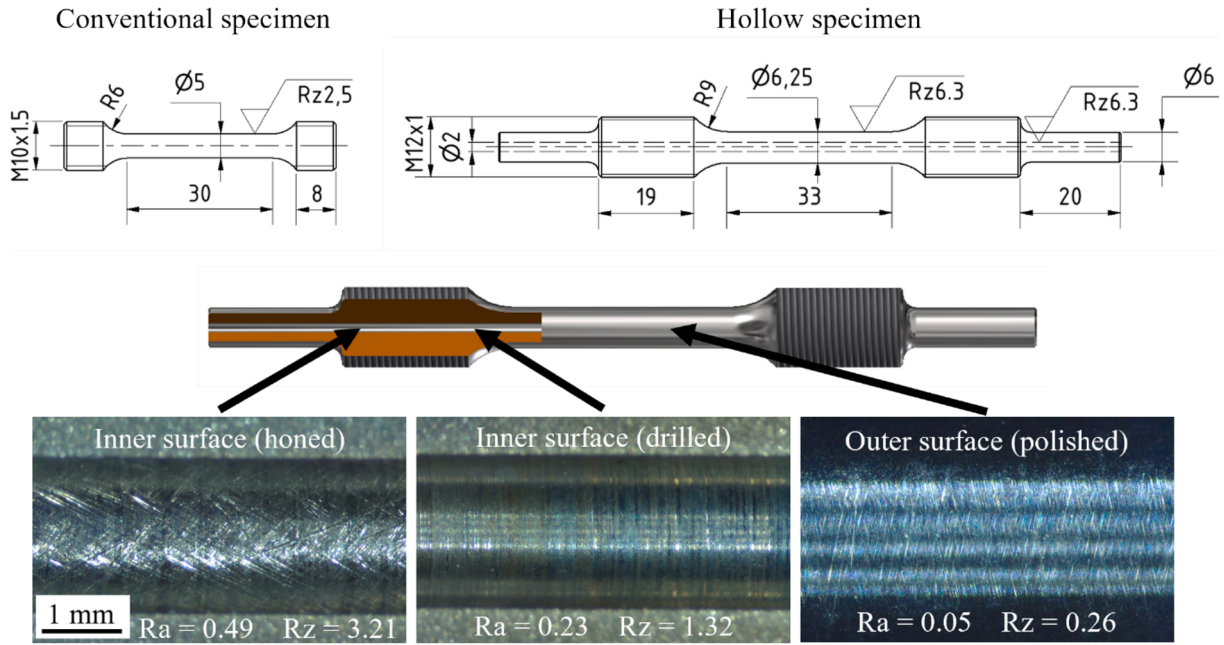 Conventional specimen
Hollow specimen
M10x1.5
R6
Ø5
Rz2,5
30
8
M12x1
Ø2
R9
Ø6,25
Rz6.3
Rz6.3
Ø6
19
33
20
Inner surface (honed)
Inner surface (drilled)
Outer surface (polished)
1 mm
Ra = 0.49 Rz = 3.21
Ra = 0.23 Rz = 1.32
Ra = 0.05 Rz = 0.26